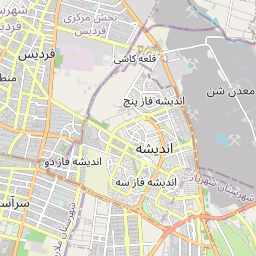 بخش مرکزی
فردیس
فردیس
قلعه کاشی
معدن شن
اندیشه فاز پنج
اندیشه
اندیشه فاز دو
اندیشه فاز سه
شهرستان شهریار